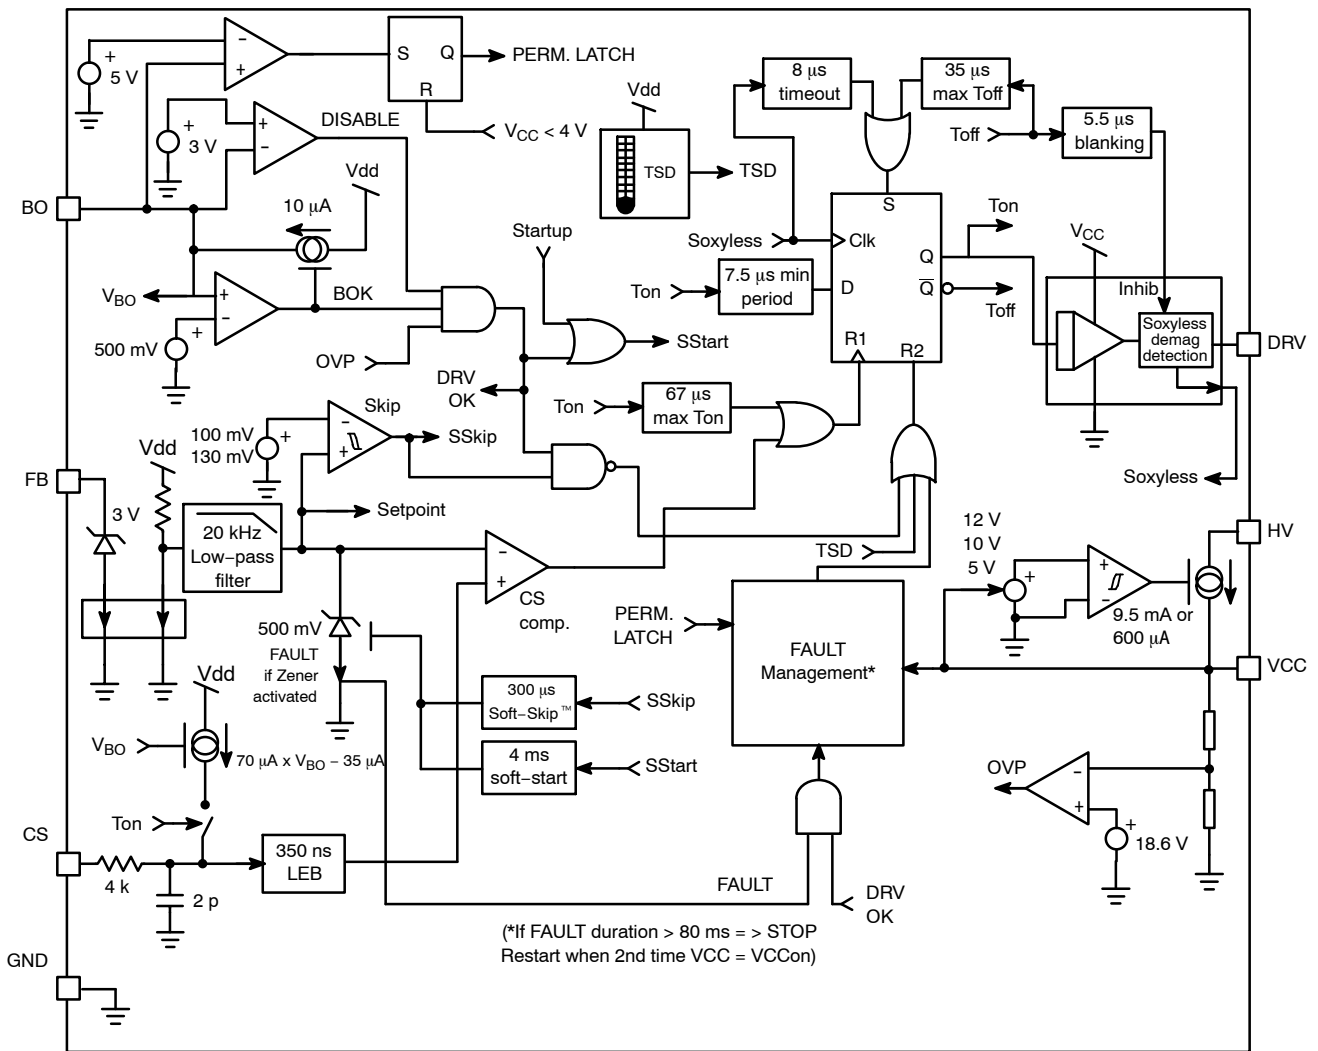 +
5 V
-
+
S
Q
R
PERM. LATCH
VCC < 4 V
+
3 V
+
-
DISABLE
Vdd
10 µA
BO
VBO
+
-
BOK
500 mV
+
OVP
Startup
SStart
DRV
OK
Vdd
TSD
TSD
8 µs
timeout
35 µs
max Toff
Toff
5.5 µs
blanking
Soxyless
Ton
7.5 µs min
period
S
Clk
D
Q
Q̅
R1
R2
Ton
Toff
VCC
Inhib
Soxyless
demag
detection
DRV
Soxyless
Ton
67 µs
max Ton
Skip
100 mV
130 mV
+
-
+
SSkip
Vdd
FB
3 V
20 kHz
Low–pass
filter
Setpoint
-
+
CS
comp.
500 mV
FAULT
if Zener
activated
TSD
PERM.
LATCH
FAULT
Management*
12 V
10 V
5 V
+
+
–
9.5 mA or
600 µA
HV
VCC
300 µs
Soft–Skip™
SSkip
4 ms
soft–start
SStart
Vdd
VBO
70 µA x VBO – 35 µA
Ton
CS
4 k
2 p
350 ns
LEB
OVP
-
+
+
18.6 V
FAULT
DRV
OK
(*If FAULT duration > 80 ms = > STOP
Restart when 2nd time VCC = VCCon)
GND